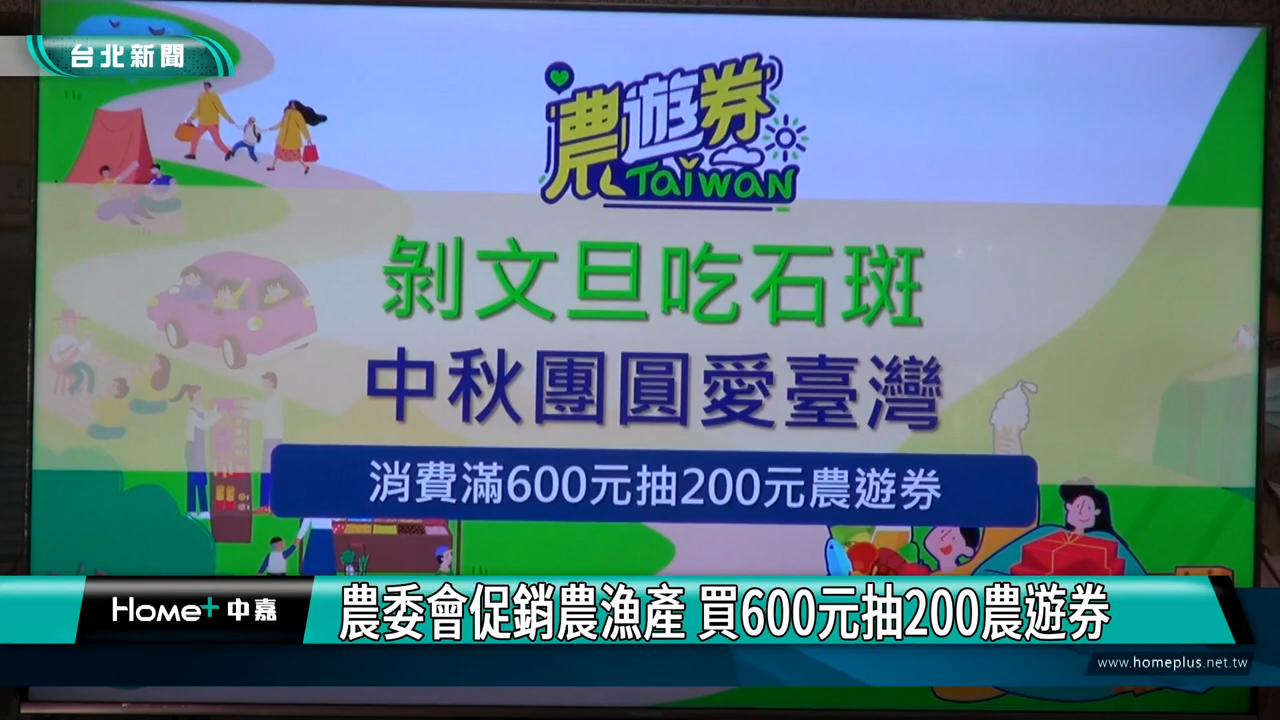 台北新聞
農遊券
TAIWAN
剝文旦吃石斑
中秋團圓愛臺灣
消費滿600元抽200元農遊券
Home+中嘉
農委會促銷農漁產 買600元抽200農遊券
www.homeplus.net.tw